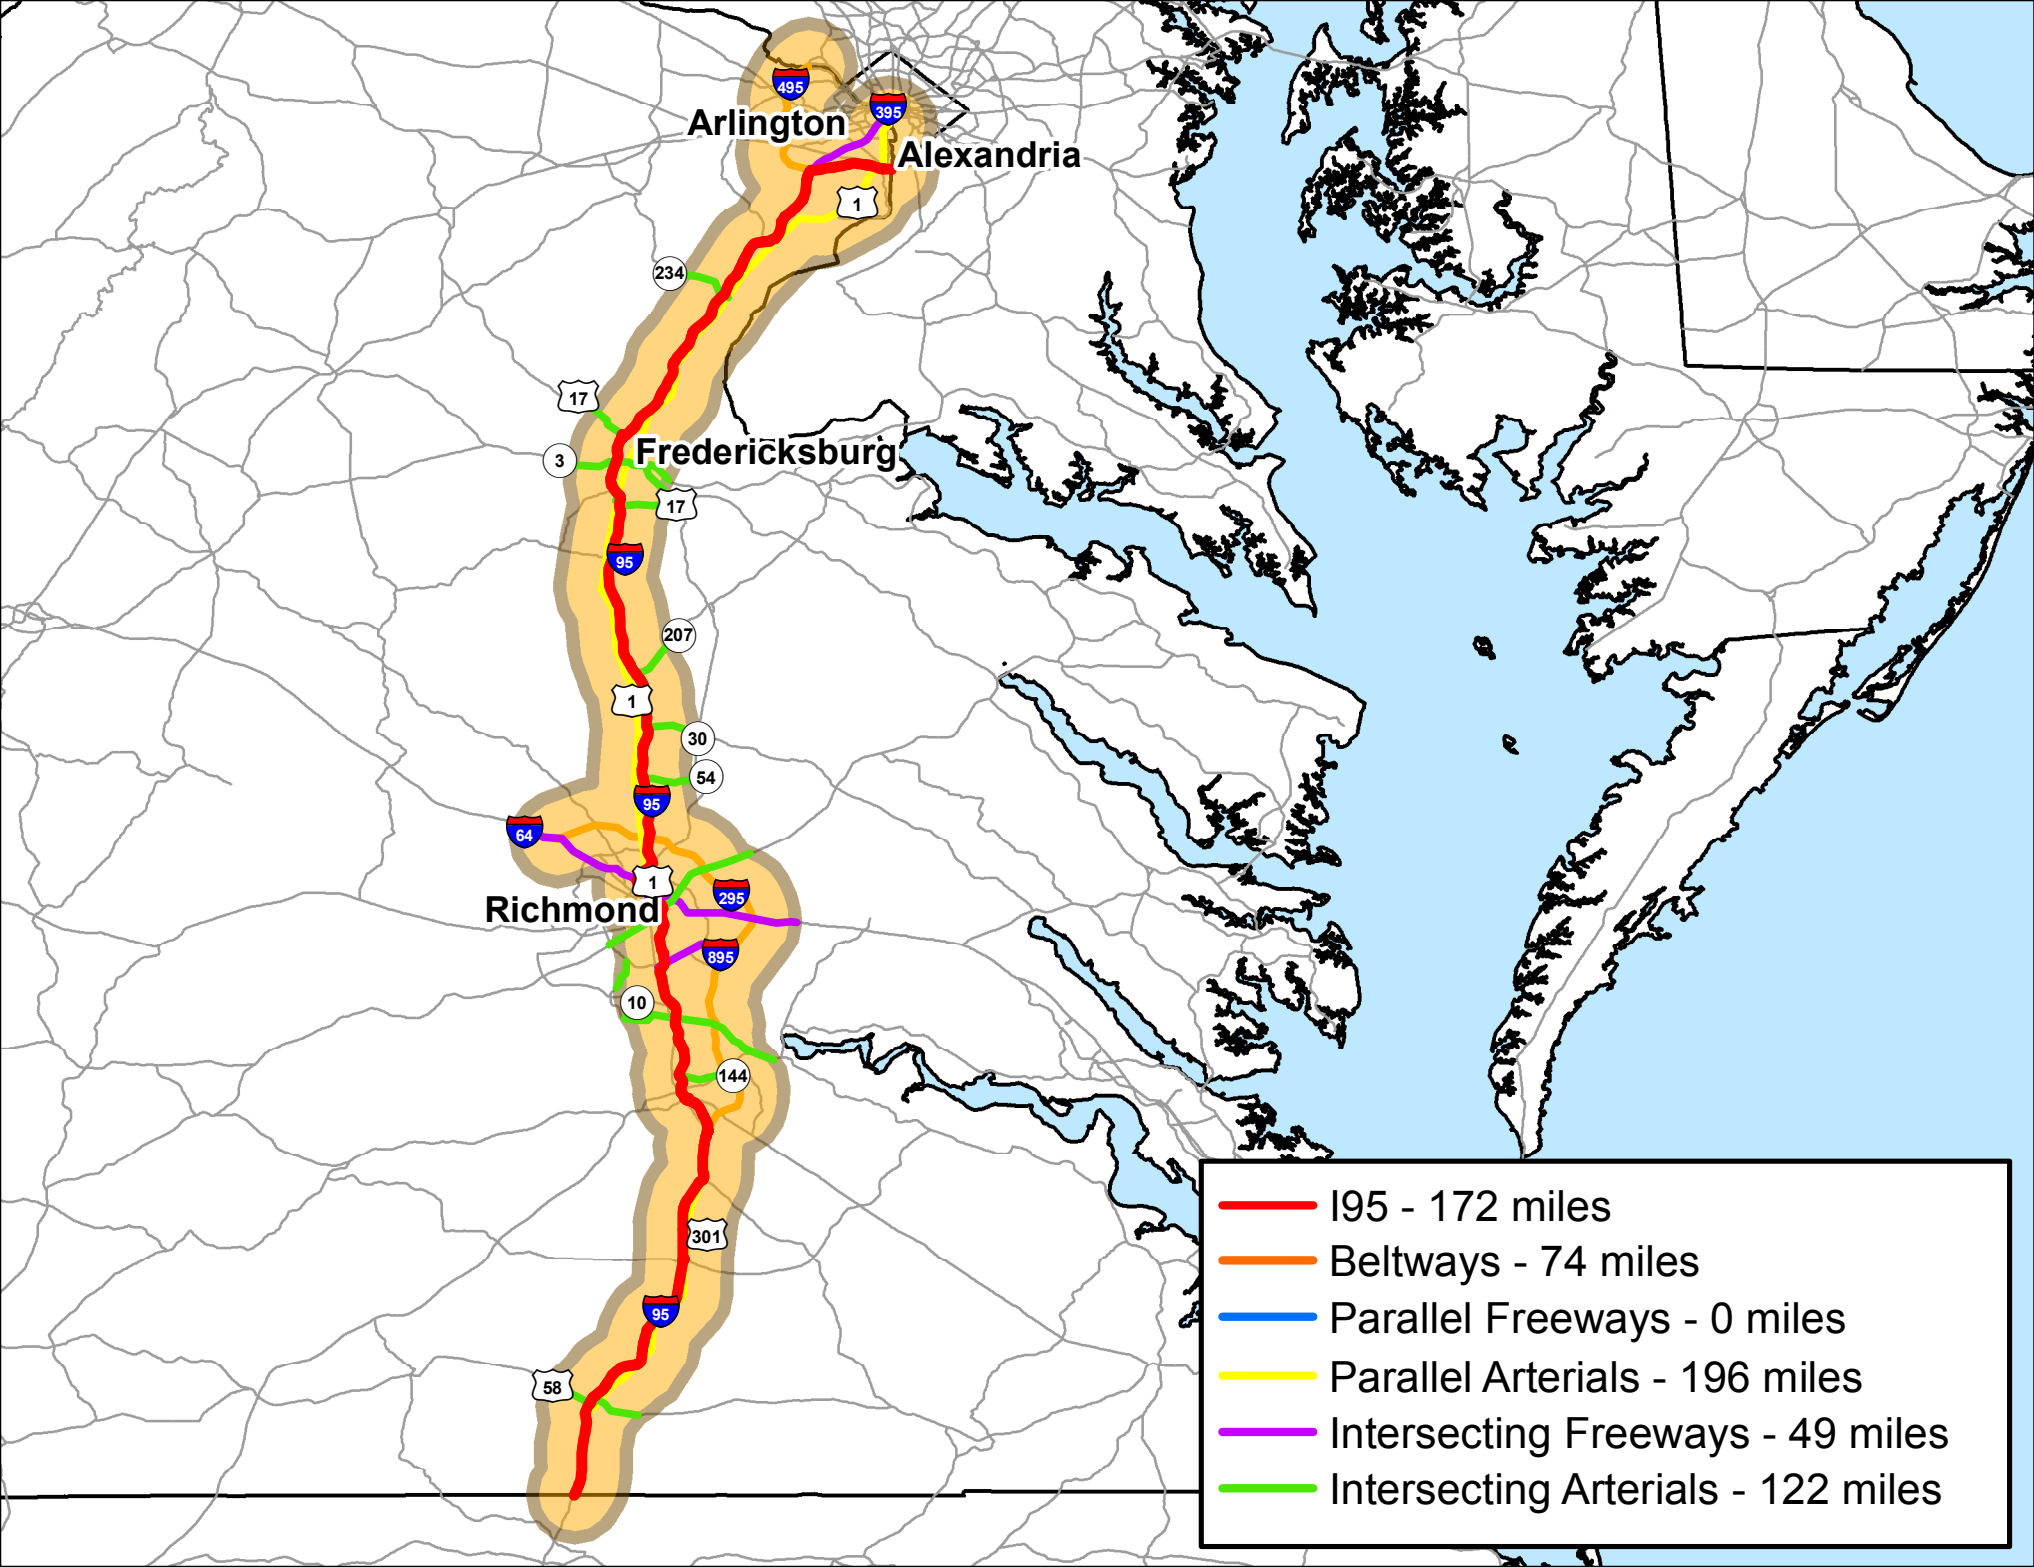 495
395
Arlington
Alexandria
1
234
17
3
Fredericksburg
17
95
207
1
30
54
95
64
1
295
Richmond
895
10
144
301
95
58
I95 - 172 miles
Beltways - 74 miles
Parallel Freeways - 0 miles
Parallel Arterials - 196 miles
Intersecting Freeways - 49 miles
Intersecting Arterials - 122 miles